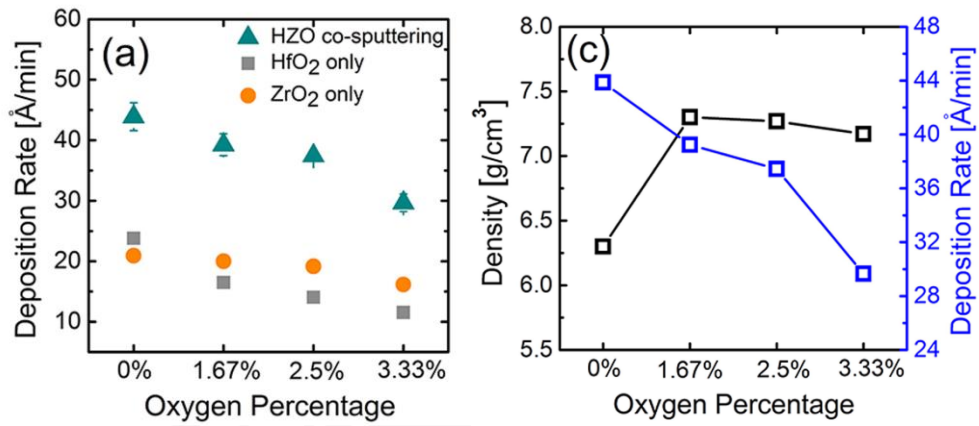 (a)
HZO co-sputtering
HfO2 only
ZrO2 only
Deposition Rate [Å/min]
60
50
40
30
20
10
0%
1.67%
2.5%
3.33%
Oxygen Percentage
(c)
Density [g/cm³]
8.0
7.5
7.0
6.5
6.0
5.5
0%
1.67%
2.5%
3.33%
Oxygen Percentage
48
44
40
36
32
28
24
Deposition Rate [Å/min]